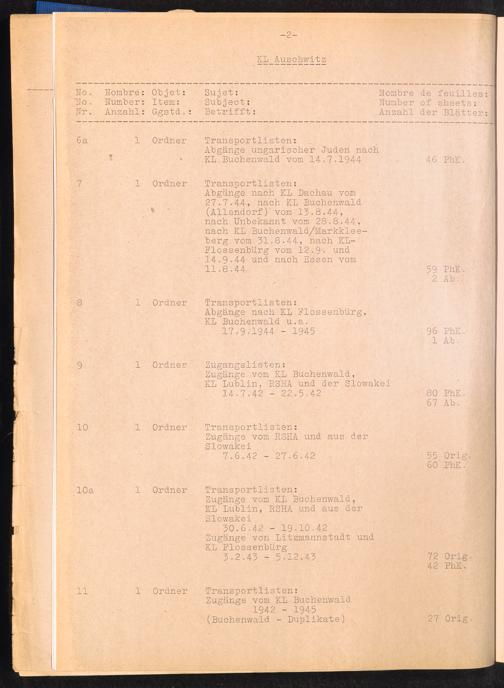 -2-
KL Auschwitz
No. Nombre: Objet: Sujet: Nombre de feuilles:
No. Number: Item: Subject: Number of sheets:
Nr. Anzahl: Ggstd.: Betrifft: Anzahl der Blätter:
6a 1 Ordner Transportlisten:
Abgänge ungarischer Juden nach
KL Buchenwald vom 14.7.1944 46 PhK.
7 1 Ordner Transportlisten:
Abgänge nach KL Dachau vom
27.7.44, nach KL Buchenwald
(Allendorf) vom 13.8.44,
nach Unbekannt vom 28.8.44,
nach KL Buchenwald/Markklee-
berg vom 31.8.44, nach KL-
Flossenbürg vom 12.9. und
14.9.44 und nach Essen vom
11.8.44 59 PhK.
2 Ab.
8 1 Ordner Transportlisten:
Abgänge nach KL Flossenbürg,
KL Buchenwald u.a.
17.9.1944 - 1945 96 PhK.
1 Ab.
9 1 Ordner Zugangslisten:
Zugänge vom KL Buchenwald,
KL Lublin, RSHA und der Slowakei
14.7.42 - 22.5.42 80 PhK.
67 Ab.
10 1 Ordner Transportlisten:
Zugänge vom RSHA und aus der
Slowakei
7.6.42 - 27.6.42 55 Orig.
60 PhK.
10a 1 Ordner Transportlisten:
Zugänge vom KL Buchenwald,
KL Lublin, RSHA und aus der
Slowakei
30.6.42 - 19.10.42
Zugänge von Litzmannstadt und
KL Flossenbürg
3.2.43 - 5.12.43 72 Orig.
42 PhK.
11 1 Ordner Transportlisten:
Zugänge vom KL Buchenwald
1942 - 1945
(Buchenwald - Duplikate) 27 Orig.